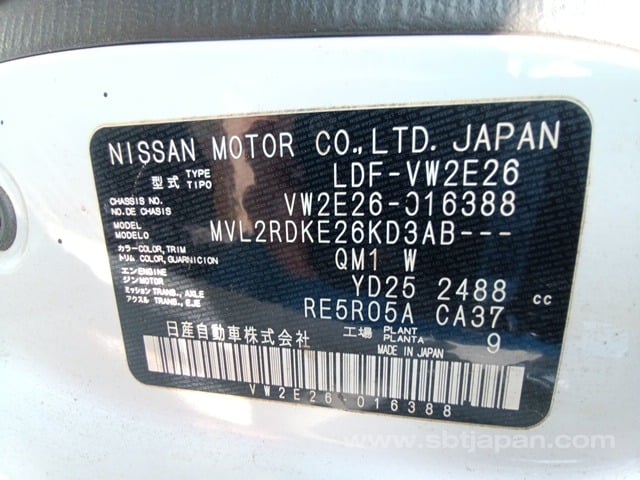 NISSAN MOTOR CO.,LTD. JAPAN
型式 TYPE TIPO LDF-VW2E26
CHASSIS NO. NO.DE CHASIS VW2E26-016388
MODEL MODELO MVL2RDKE26KD3AB---
カラー COLOR, TRIM トリム COLOR, GUARNICION QM1 W
エンジン ENGINE ジン MOTOR YD25 2488 cc
ミッション TRANS., AXLE アクスル TRANS., EJE RE5R05A CA37
日産自動車株式会社 工場 PLANT PLANTA 9
MADE IN JAPAN
VW2E26-016388
www.sbtjapan.com